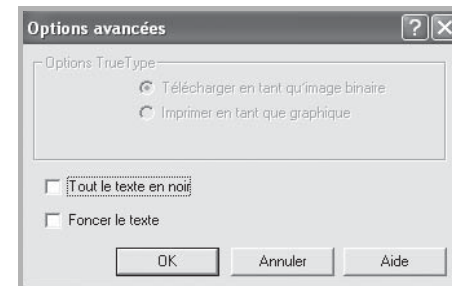 Options avancées
Options TrueType
Télécharger en tant qu'image binaire
Imprimer en tant que graphique
Tout le texte en noir
Foncer le texte
OK Annuler Aide